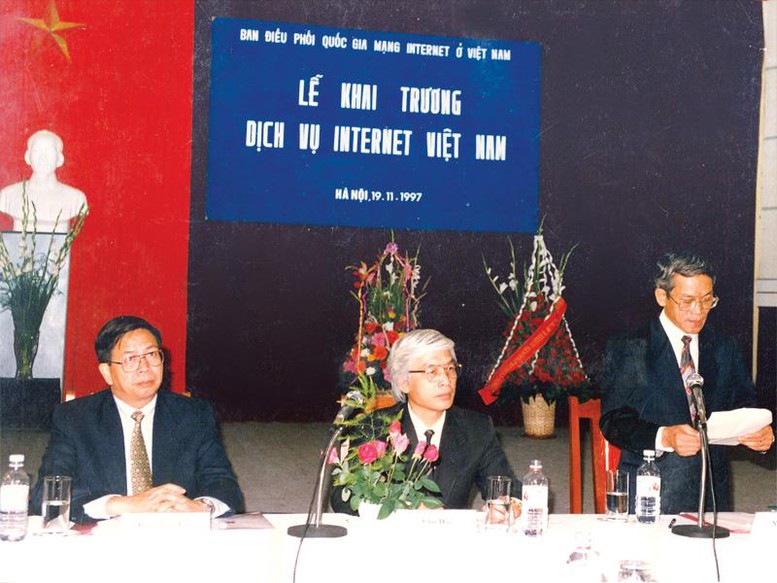 BAN ĐIỀU PHỐI QUỐC GIA MẠNG INTERNET Ở VIỆT NAM
LỄ KHAI TRƯƠNG
DỊCH VỤ INTERNET VIỆT NAM
HÀ NỘI, 19.11-1997